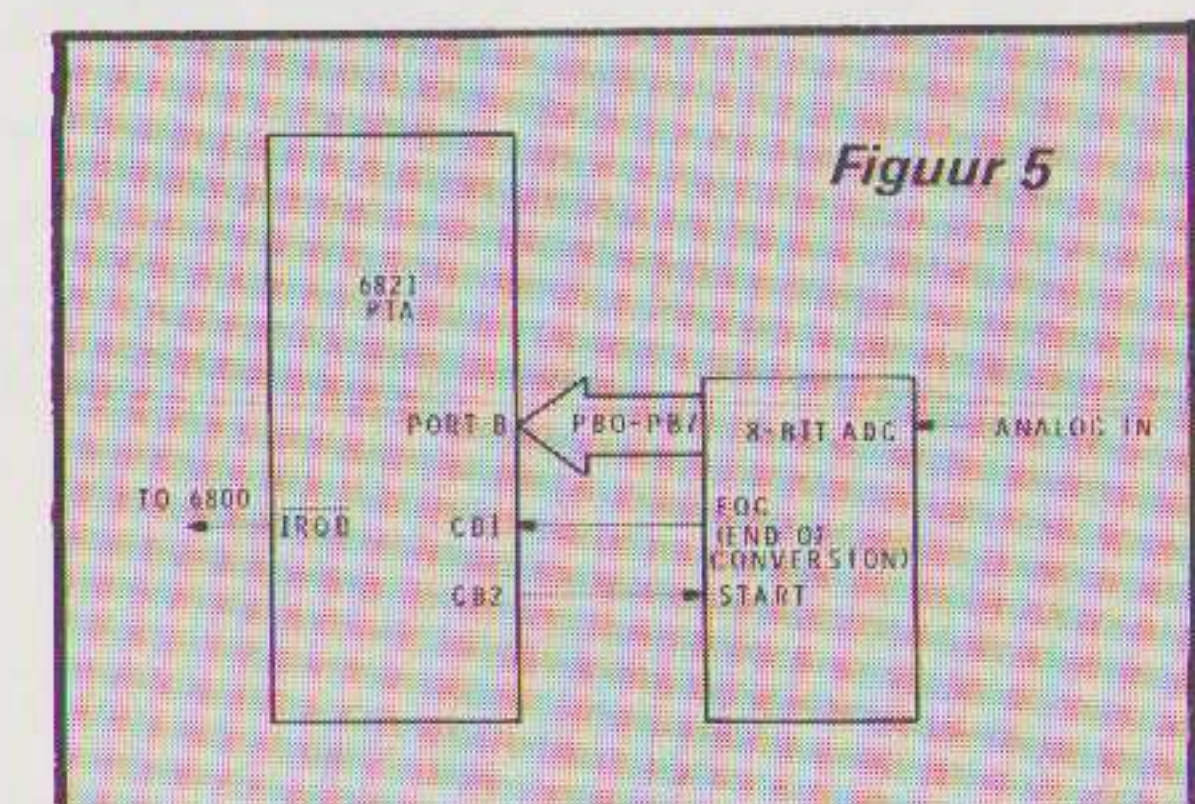 Figuur 5
6821
PIA
PORT B
PB0-PB7
8-BIT ADC
ANALOG IN
TO 6800
IRQB
CB1
EOC
(END OF
CONVERSION)
CB2
START